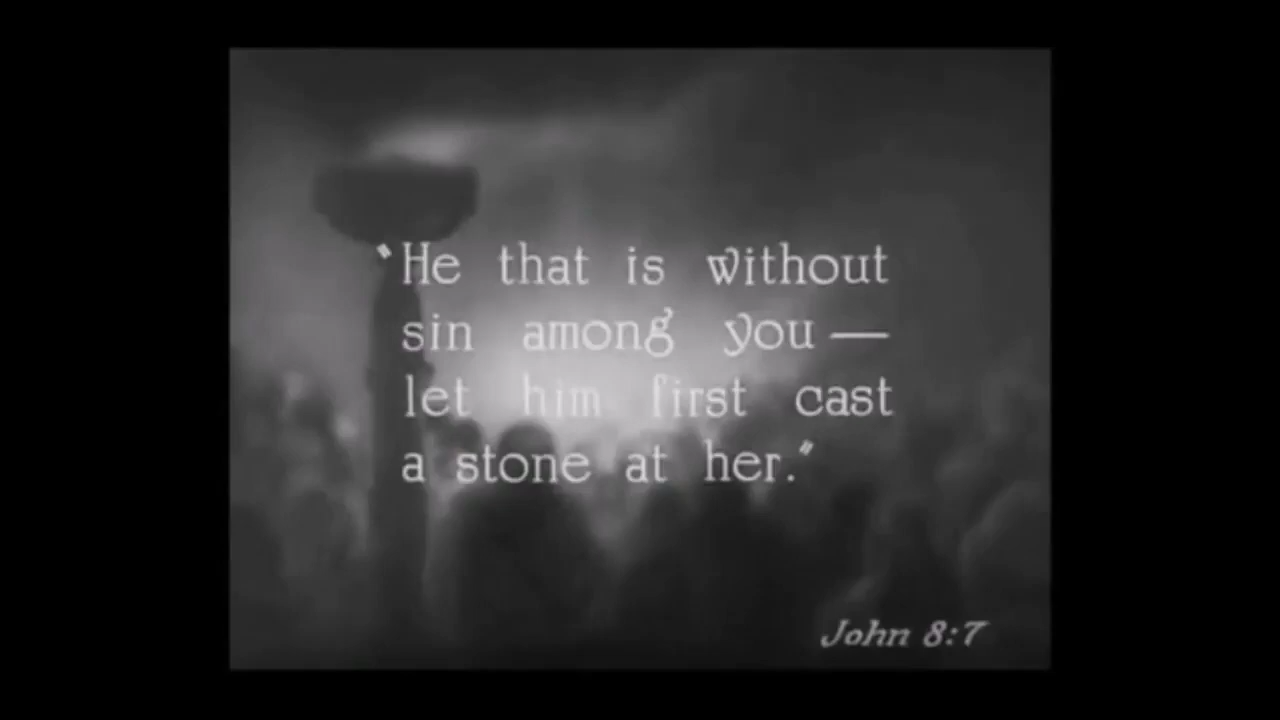 "He that is without
sin among you—
let him first cast
a stone at her."
John 8:7